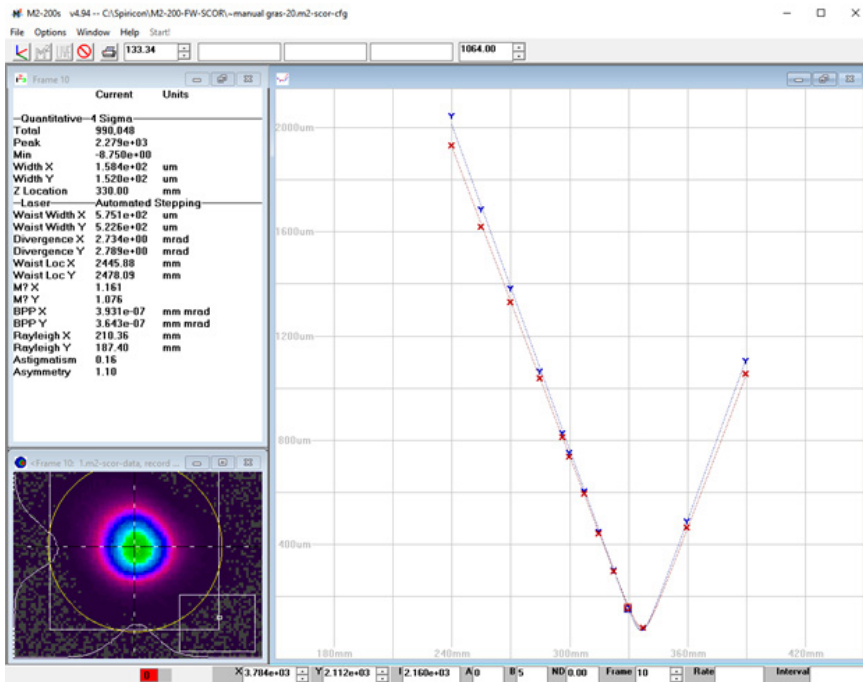 M2-200s v4.94 -- C:\Spiricon\M2-200-FW-SCOR\~manual gras-20.m2-scor-cfg
File Options Window Help Start!
133.34 1064.00
Frame 10
Current Units
Quantitative 4 Sigma
Total 990,048
Peak 2.279e+03
Min -8.750e+00
Width X 1.584e+02 um
Width Y 1.520e+02 um
Z Location 330.00 mm
Laser Automated Stepping
Waist Width X 5.751e+02 um
Waist Width Y 5.226e+02 um
Divergence X 2.734e+00 mrad
Divergence Y 2.789e+00 mrad
Waist Loc X 2445.88 mm
Waist Loc Y 2478.09 mm
M? X 1.161
M? Y 1.076
BPP X 3.931e-07 mm mrad
BPP Y 3.643e-07 mm mrad
Rayleigh X 210.36 mm
Rayleigh Y 187.40 mm
Astigmatism 0.16
Asymmetry 1.10
<Frame 10: 1.m2-scor-data, record ...
2000um
1600um
1200um
800um
400um
180mm 240mm 300mm 360mm 420mm
X 3.784e+03 Y 2.112e+03 I 2.160e+03 A 0 B 5 ND 0.00 Frame 10 Rate Interval